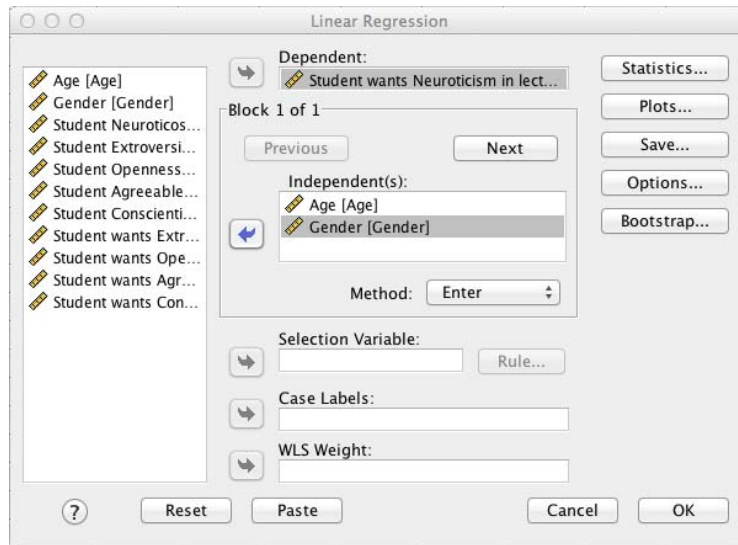 Linear Regression
Age [Age]
Gender [Gender]
Student Neuroticos...
Student Extroversi...
Student Openness...
Student Agreeable...
Student Conscienti...
Student wants Extr...
Student wants Ope...
Student wants Agr...
Student wants Con...
Dependent:
Student wants Neuroticism in lect...
Block 1 of 1
Previous
Next
Independent(s):
Age [Age]
Gender [Gender]
Method: Enter
Selection Variable:
Rule...
Case Labels:
WLS Weight:
Statistics...
Plots...
Save...
Options...
Bootstrap...
?
Reset
Paste
Cancel
OK